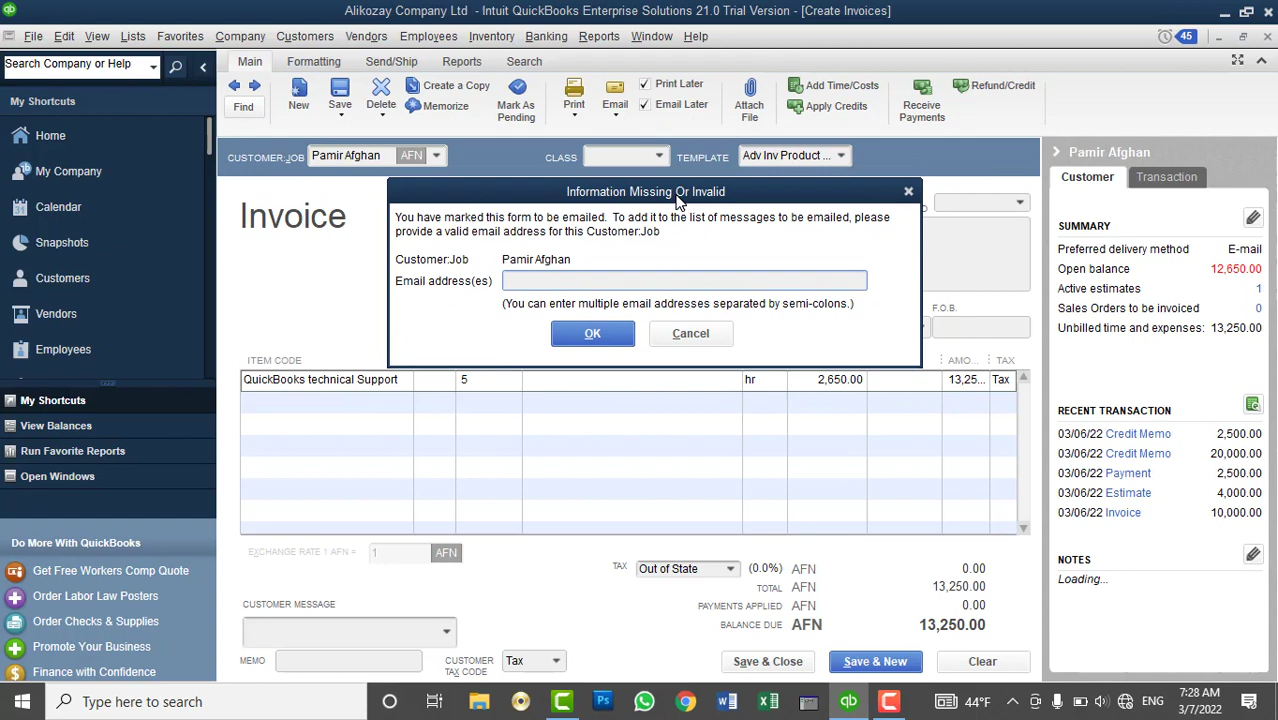 Alikozay Company Ltd - Intuit QuickBooks Enterprise Solutions 21.0 Trial Version - [Create Invoices]
File Edit View Lists Favorites Company Customers Vendors Employees Inventory Banking Reports Window Help 45
Search Company or Help
My Shortcuts
Home
My Company
Calendar
Snapshots
Customers
Vendors
Employees
My Shortcuts
View Balances
Run Favorite Reports
Open Windows
Do More With QuickBooks
Get Free Workers Comp Quote
Order Labor Law Posters
Order Checks & Supplies
Promote Your Business
Finance with Confidence
Main Formatting Send/Ship Reports Search
Find
New
Save
Delete
Create a Copy
Memorize
Mark As
Pending
Print
Email
Print Later
Email Later
Attach
File
Add Time/Costs
Apply Credits
Receive
Payments
Refund/Credit
CUSTOMER:JOB Pamir Afghan AFN CLASS TEMPLATE Adv Inv Product ...
Invoice
Information Missing Or Invalid
You have marked this form to be emailed. To add it to the list of messages to be emailed, please
provide a valid email address for this Customer:Job
Customer:Job Pamir Afghan
Email address(es)
(You can enter multiple email addresses separated by semi-colons.)
OK Cancel
F.O.B.
ITEM CODE AMO... TAX
QuickBooks technical Support 5 hr 2,650.00 13,25... Tax
EXCHANGE RATE 1 AFN = 1 AFN
TAX Out of State (0.0%) AFN 0.00
TOTAL AFN 13,250.00
PAYMENTS APPLIED AFN 0.00
BALANCE DUE AFN 13,250.00
CUSTOMER MESSAGE
MEMO
CUSTOMER
TAX CODE
Tax
Save & Close Save & New Clear
Pamir Afghan
Customer Transaction
SUMMARY
Preferred delivery method E-mail
Open balance 12,650.00
Active estimates 1
Sales Orders to be invoiced 0
Unbilled time and expenses: 13,250.00
RECENT TRANSACTION
03/06/22 Credit Memo 2,500.00
03/06/22 Credit Memo 20,000.00
03/06/22 Payment 2,500.00
03/06/22 Estimate 4,000.00
03/06/22 Invoice 10,000.00
NOTES
Loading...
Type here to search
44°F
ENG
7:28 AM
3/7/2022